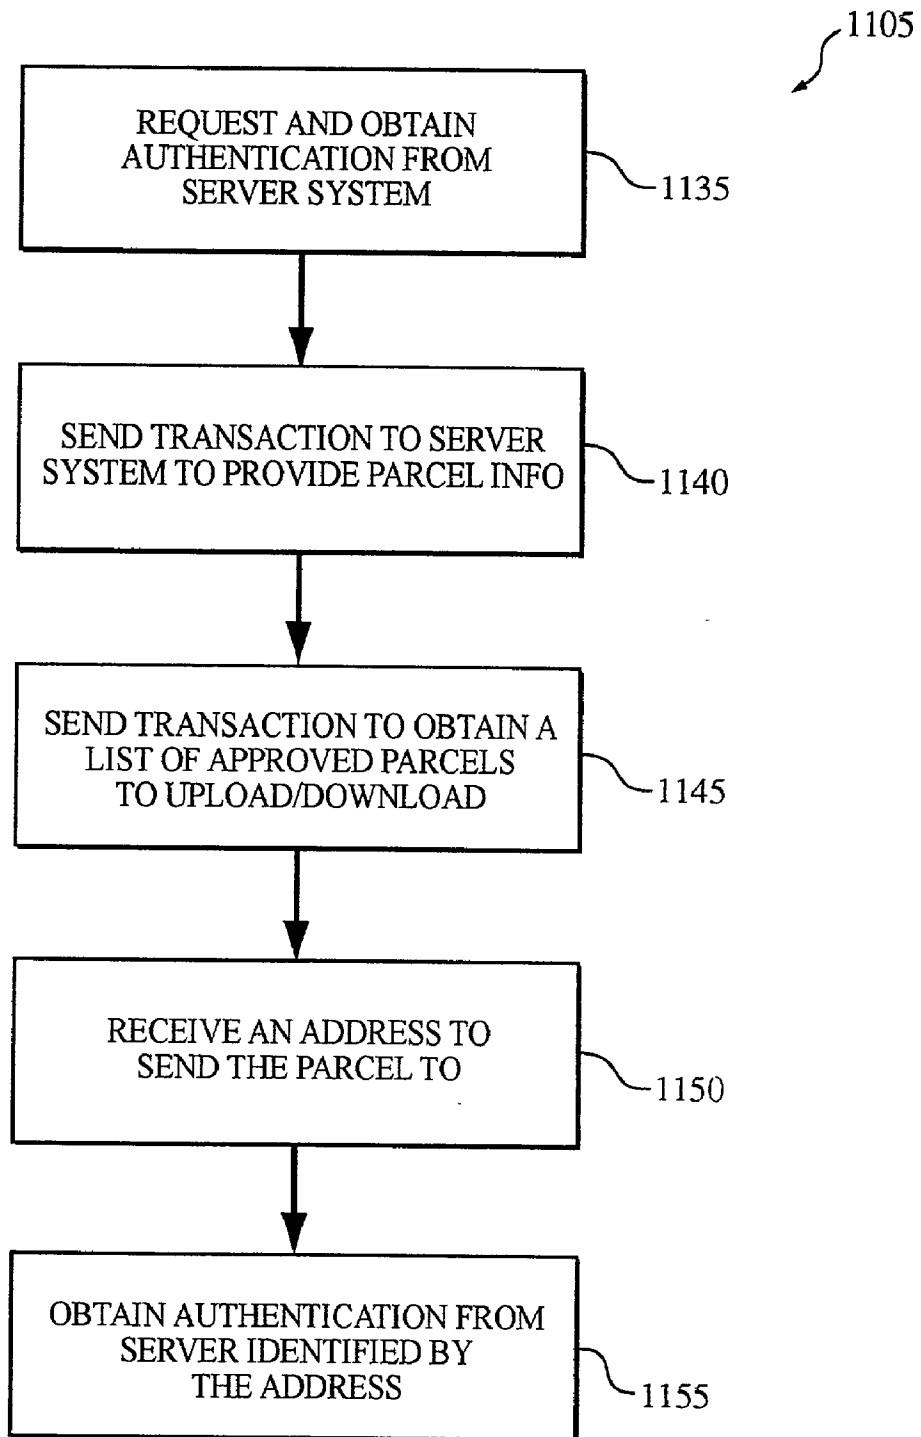 1105
REQUEST AND OBTAIN
AUTHENTICATION FROM
SERVER SYSTEM
1135
SEND TRANSACTION TO SERVER
SYSTEM TO PROVIDE PARCEL INFO
1140
SEND TRANSACTION TO OBTAIN A
LIST OF APPROVED PARCELS
TO UPLOAD/DOWNLOAD
1145
RECEIVE AN ADDRESS TO
SEND THE PARCEL TO
1150
OBTAIN AUTHENTICATION FROM
SERVER IDENTIFIED BY
THE ADDRESS
1155